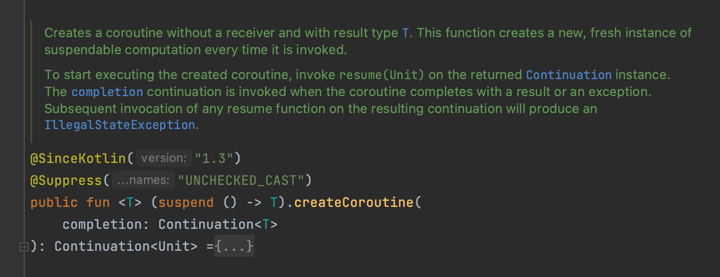 Creates a coroutine without a receiver and with result type T. This function creates a new, fresh instance of
suspendable computation every time it is invoked.
To start executing the created coroutine, invoke resume(Unit) on the returned Continuation instance.
The completion continuation is invoked when the coroutine completes with a result or an exception.
Subsequent invocation of any resume function on the resulting continuation will produce an
IllegalStateException.
@SinceKotlin( version: "1.3")
@Suppress( ...names: "UNCHECKED_CAST")
public fun <T> (suspend () -> T).createCoroutine(
    completion: Continuation<T>
): Continuation<Unit> ={...}